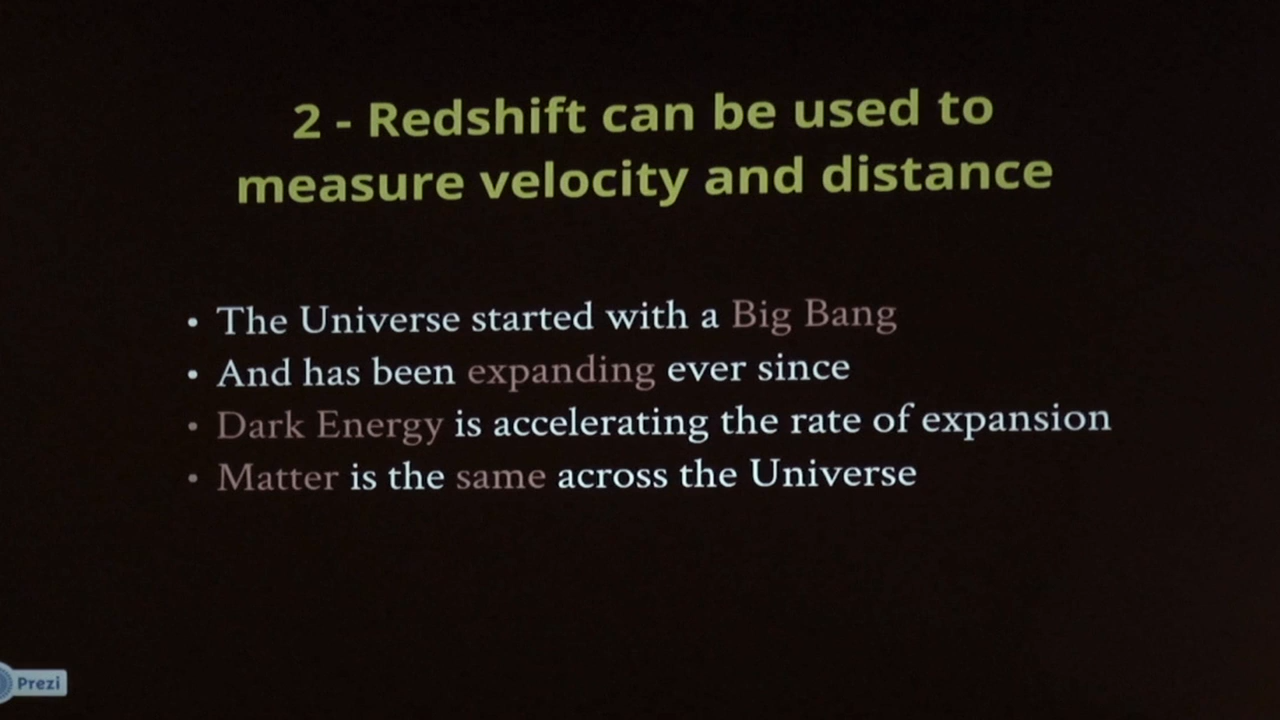 2 - Redshift can be used to
measure velocity and distance
• The Universe started with a Big Bang
• And has been expanding ever since
• Dark Energy is accelerating the rate of expansion
• Matter is the same across the Universe
Prezi